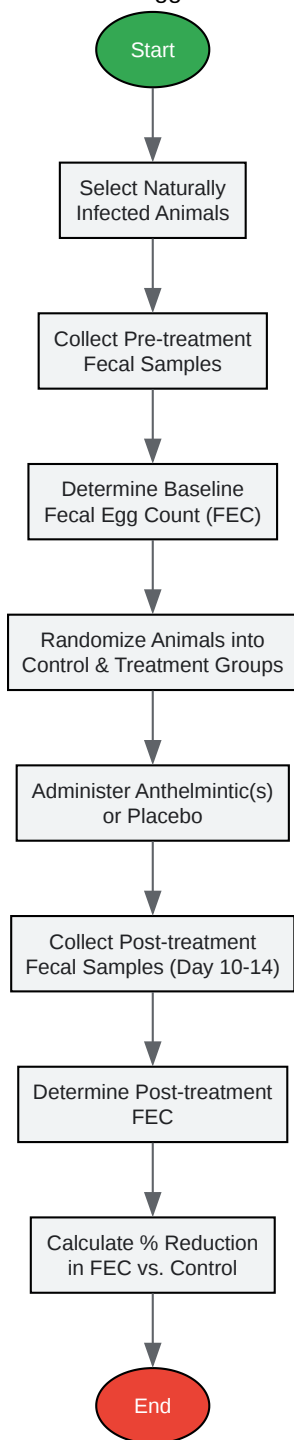 Start
Select Naturally
Infected Animals
Collect Pre-treatment
Fecal Samples
Determine Baseline
Fecal Egg Count (FEC)
Randomize Animals into
Control & Treatment Groups
Administer Anthelmintic(s)
or Placebo
Collect Post-treatment
Fecal Samples (Day 10-14)
Determine Post-treatment
FEC
Calculate % Reduction
in FEC vs. Control
End